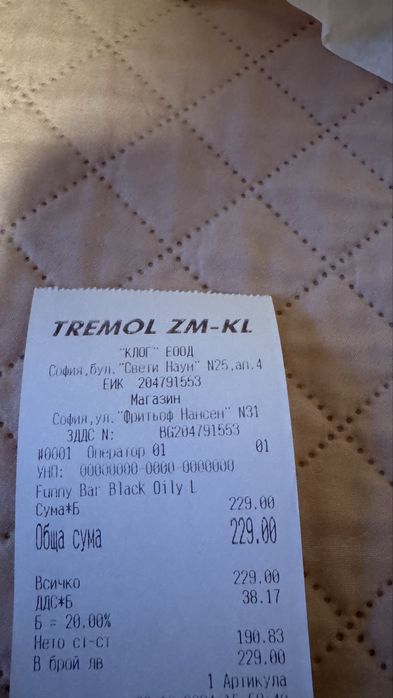 TREMOL ZM-KL
"КЛОГ" ЕООД
София,бул."Свети Наум" N25,ап.4
ЕИК 204791553
Магазин
София,ул."Фритьоф Нансен" N31
ЗДДС N: BG204791553
#0001 Оператор 01 01
УНП: 00000000-0000-0000000
Funny Bar Black Oily L
Сума*Б 229.00
Обща сума 229.00
Всичко 229.00
ДДС*Б 38.17
Б = 20.00%
Нето ст-ст 190.83
В брой лв 229.00
1 Артикула